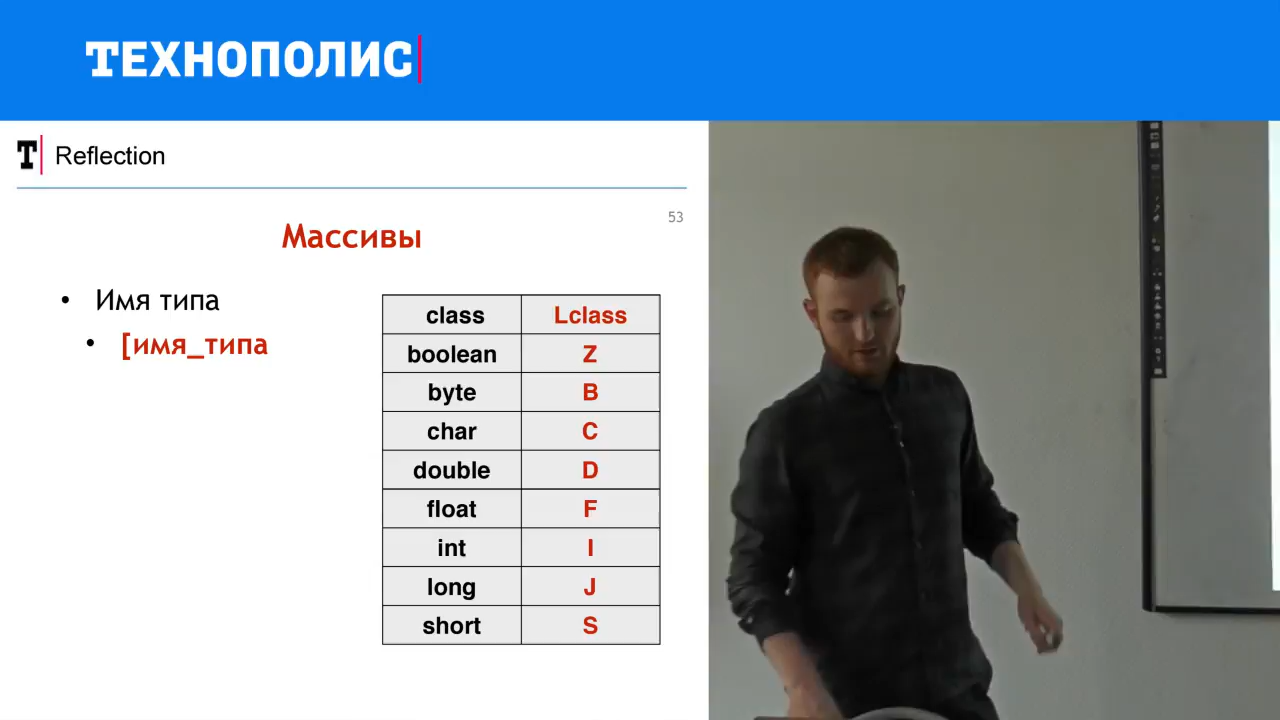 ТЕХНОПОЛИС
T Reflection
53
Массивы
• Имя типа
• [имя_типа
class Lclass
boolean Z
byte B
char C
double D
float F
int I
long J
short S